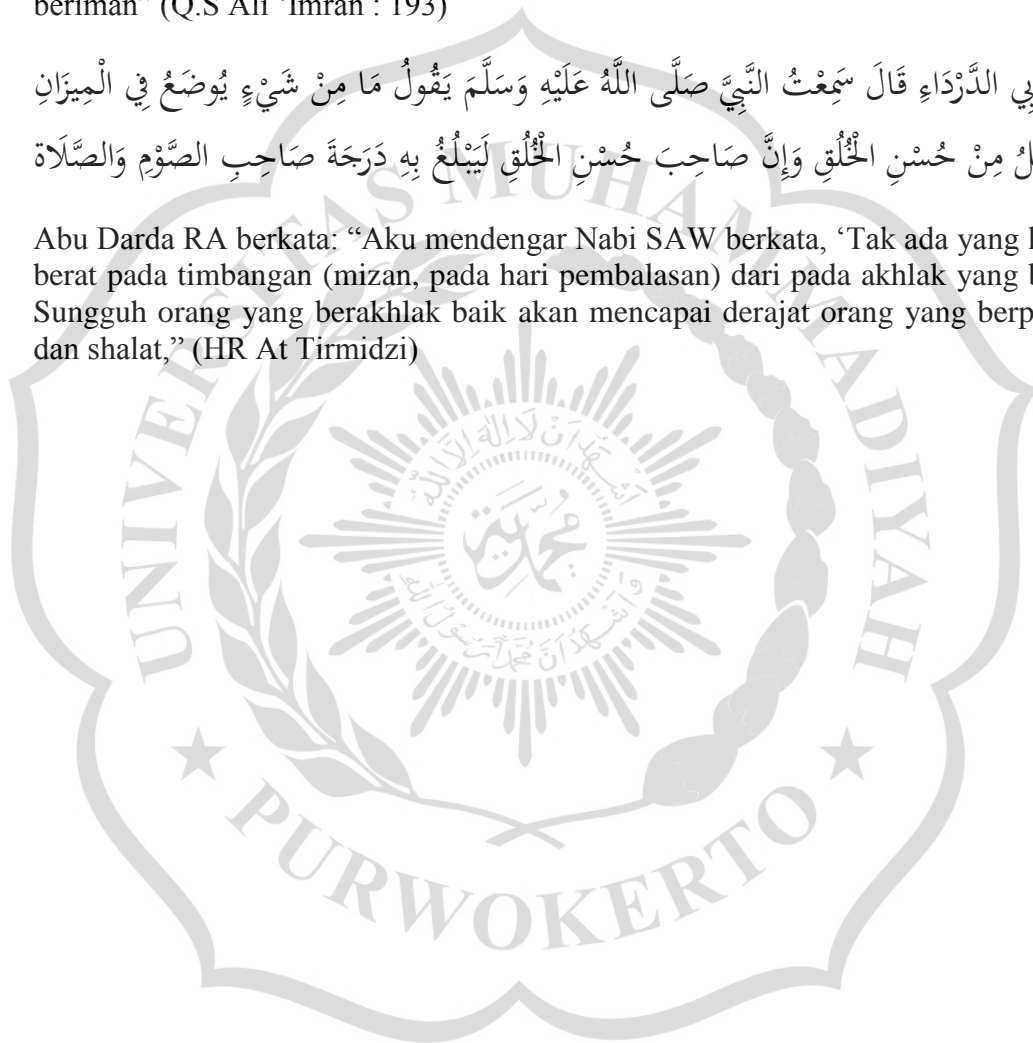 beriman” (Q.S Ali ‘Imran : 193)
الدَّرْدَاءِ قَالَ سَمِعْتُ النَّبِيَّ صَلَّى اللَّهُ عَلَيْهِ وَسَلَّمَ يَقُولُ مَا مِنْ شَيْءٍ يُوضَعُ فِي الْمِيزَانِ
مِنْ حُسْنِ الْخُلُقِ وَإِنَّ صَاحِبَ حُسْنِ الْخُلُقِ لَيَبْلُغُ بِهِ دَرَجَةَ صَاحِبِ الصَّوْمِ وَالصَّلَاة
Abu Darda RA berkata: “Aku mendengar Nabi SAW berkata, ‘Tak ada yang
berat pada timbangan (mizan, pada hari pembalasan) dari pada akhlak yang
Sungguh orang yang berakhlak baik akan mencapai derajat orang yang
dan shalat,” (HR At Tirmidzi)
UNIVERSITAS MUHAMMADIYAH
PURWOKERTO